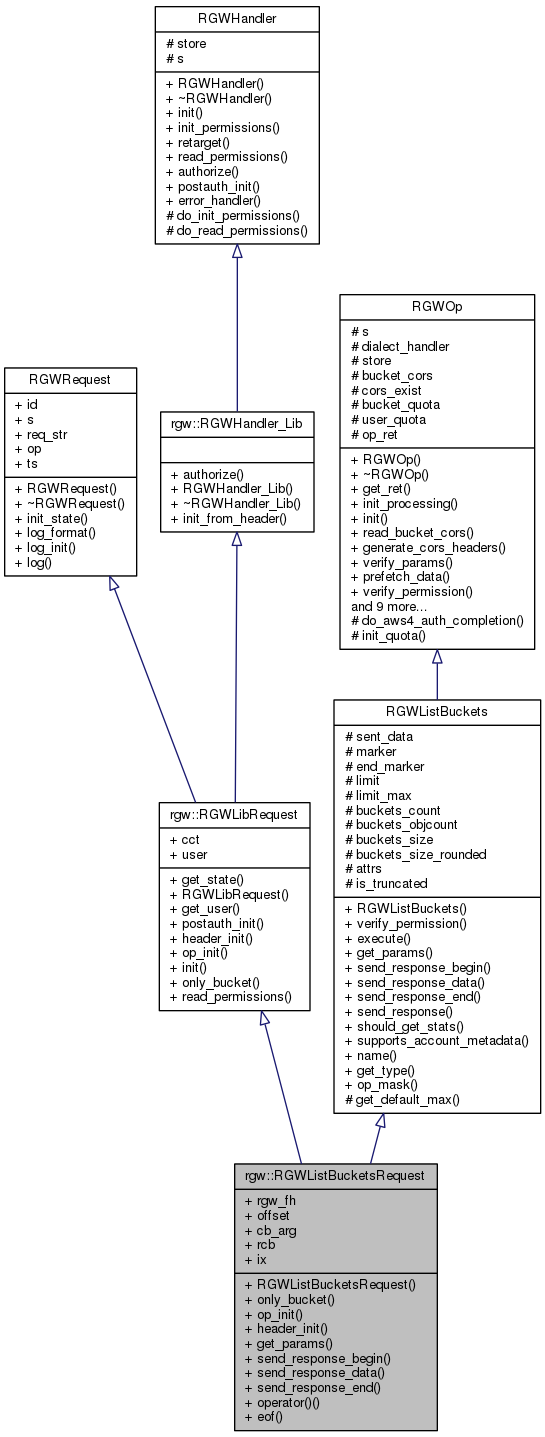 RGWHandler
# store
# s
+ RGWHandler()
+ ~RGWHandler()
+ init()
+ init_permissions()
+ retarget()
+ read_permissions()
+ authorize()
+ postauth_init()
+ error_handler()
# do_init_permissions()
# do_read_permissions()
RGWOp
# s
# dialect_handler
# store
# bucket_cors
# cors_exist
# bucket_quota
# user_quota
# op_ret
+ RGWOp()
+ ~RGWOp()
+ get_ret()
+ init_processing()
+ init()
+ read_bucket_cors()
+ generate_cors_headers()
+ verify_params()
+ prefetch_data()
+ verify_permission()
and 9 more...
# do_aws4_auth_completion()
# init_quota()
RGWRequest
+ id
+ s
+ req_str
+ op
+ ts
+ RGWRequest()
+ ~RGWRequest()
+ init_state()
+ log_format()
+ log_init()
+ log()
rgw::RGWHandler_Lib
+ authorize()
+ RGWHandler_Lib()
+ ~RGWHandler_Lib()
+ init_from_header()
RGWListBuckets
# sent_data
# marker
# end_marker
# limit
# limit_max
# buckets_count
# buckets_objcount
# buckets_size
# buckets_size_rounded
# attrs
# is_truncated
+ RGWListBuckets()
+ verify_permission()
+ execute()
+ get_params()
+ send_response_begin()
+ send_response_data()
+ send_response_end()
+ send_response()
+ should_get_stats()
+ supports_account_metadata()
+ name()
+ get_type()
+ op_mask()
# get_default_max()
rgw::RGWLibRequest
+ cct
+ user
+ get_state()
+ RGWLibRequest()
+ get_user()
+ postauth_init()
+ header_init()
+ op_init()
+ init()
+ only_bucket()
+ read_permissions()
rgw::RGWListBucketsRequest
+ rgw_fh
+ offset
+ cb_arg
+ rcb
+ ix
+ RGWListBucketsRequest()
+ only_bucket()
+ op_init()
+ header_init()
+ get_params()
+ send_response_begin()
+ send_response_data()
+ send_response_end()
+ operator()()
+ eof()